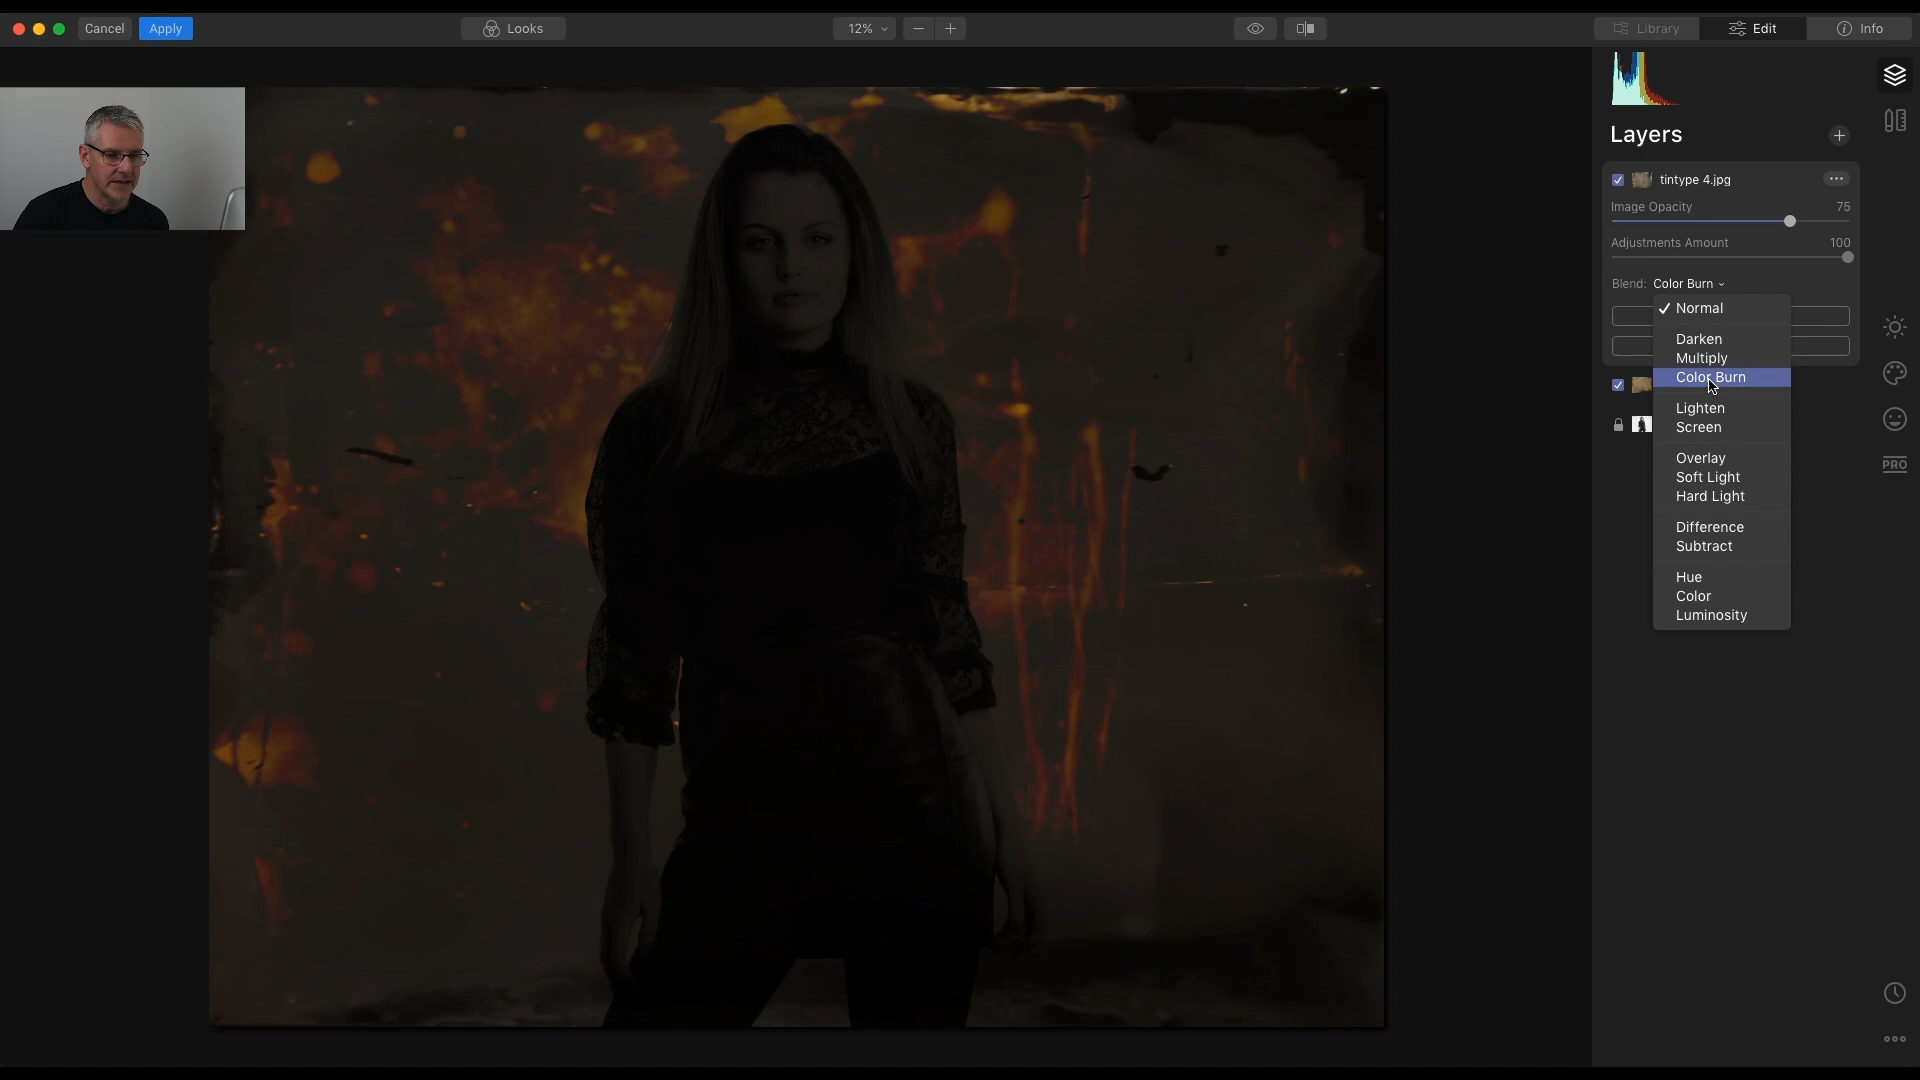 Cancel
Apply
Looks
12%
Library
Edit
Info
Layers
tintype 4.jpg
Image Opacity
75
Adjustments Amount
100
Blend: Color Burn
Normal
Darken
Multiply
Color Burn
Lighten
Screen
Overlay
Soft Light
Hard Light
Difference
Subtract
Hue
Color
Luminosity
PRO